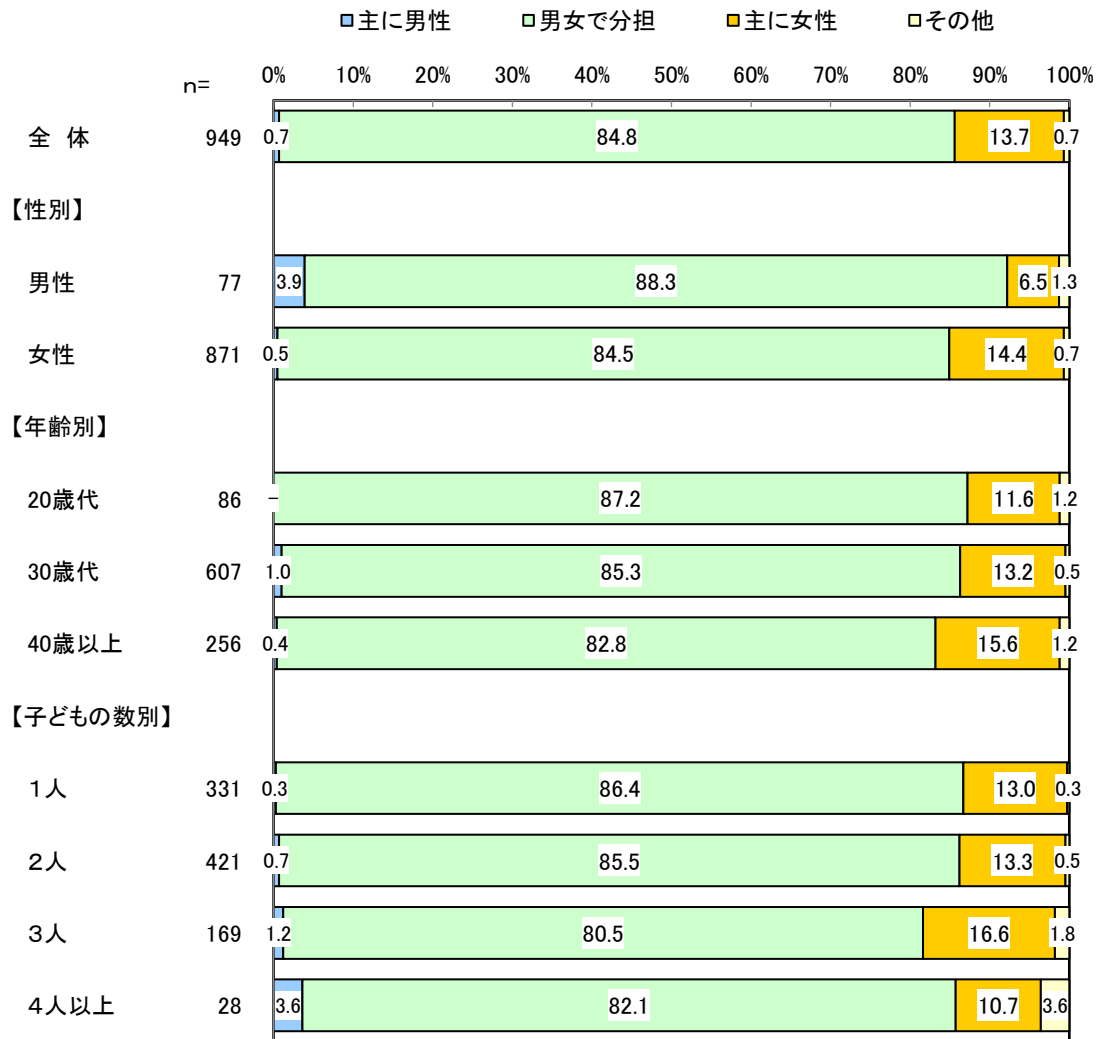 ■主に男性 ■男女で分担 ■主に女性 □その他
n= 0% 10% 20% 30% 40% 50% 60% 70% 80% 90% 100%
全 体 949 0.7 84.8 13.7 0.7
【性別】
男性 77 3.9 88.3 6.5 1.3
女性 871 0.5 84.5 14.4 0.7
【年齢別】
20歳代 86 - 87.2 11.6 1.2
30歳代 607 1.0 85.3 13.2 0.5
40歳以上 256 0.4 82.8 15.6 1.2
【子どもの数別】
1人 331 0.3 86.4 13.0 0.3
2人 421 0.7 85.5 13.3 0.5
3人 169 1.2 80.5 16.6 1.8
4人以上 28 3.6 82.1 10.7 3.6